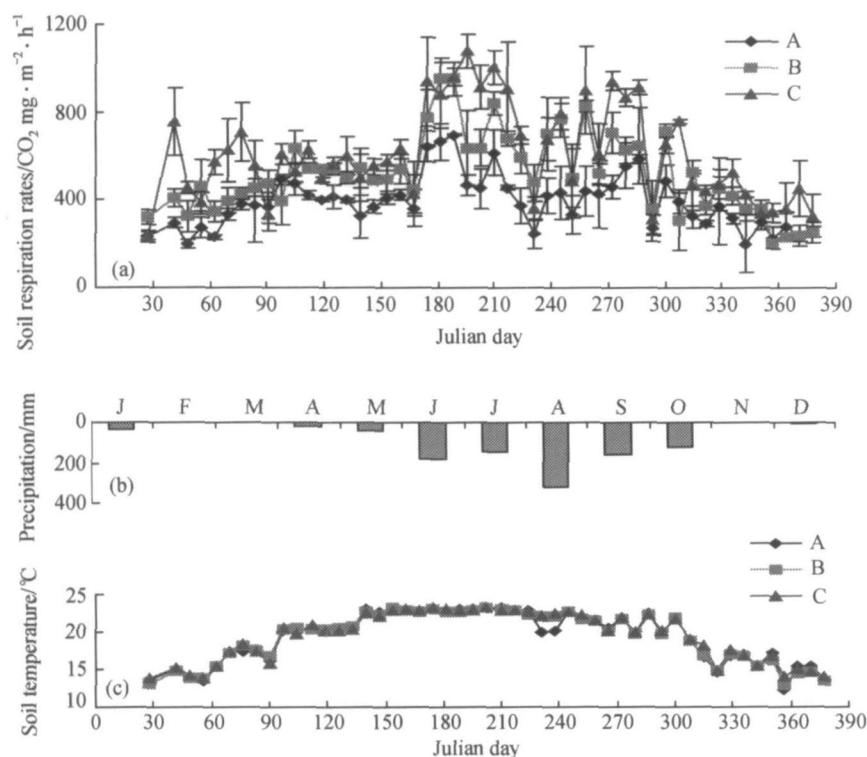 Soil respiration rates/CO₂ mg·m⁻²·h⁻¹
1200
800
400
0
(a)
A
B
C
30 60 90 120 150 180 210 240 270 300 330 360 390
Julian day
Precipitation/mm
J F M A M J J A S O N D
0
200
400
(b)
Soil temperature/℃
25
20
15
10
(c)
A
B
C
0 30 60 90 120 150 180 210 240 270 300 330 360 390
Julian day